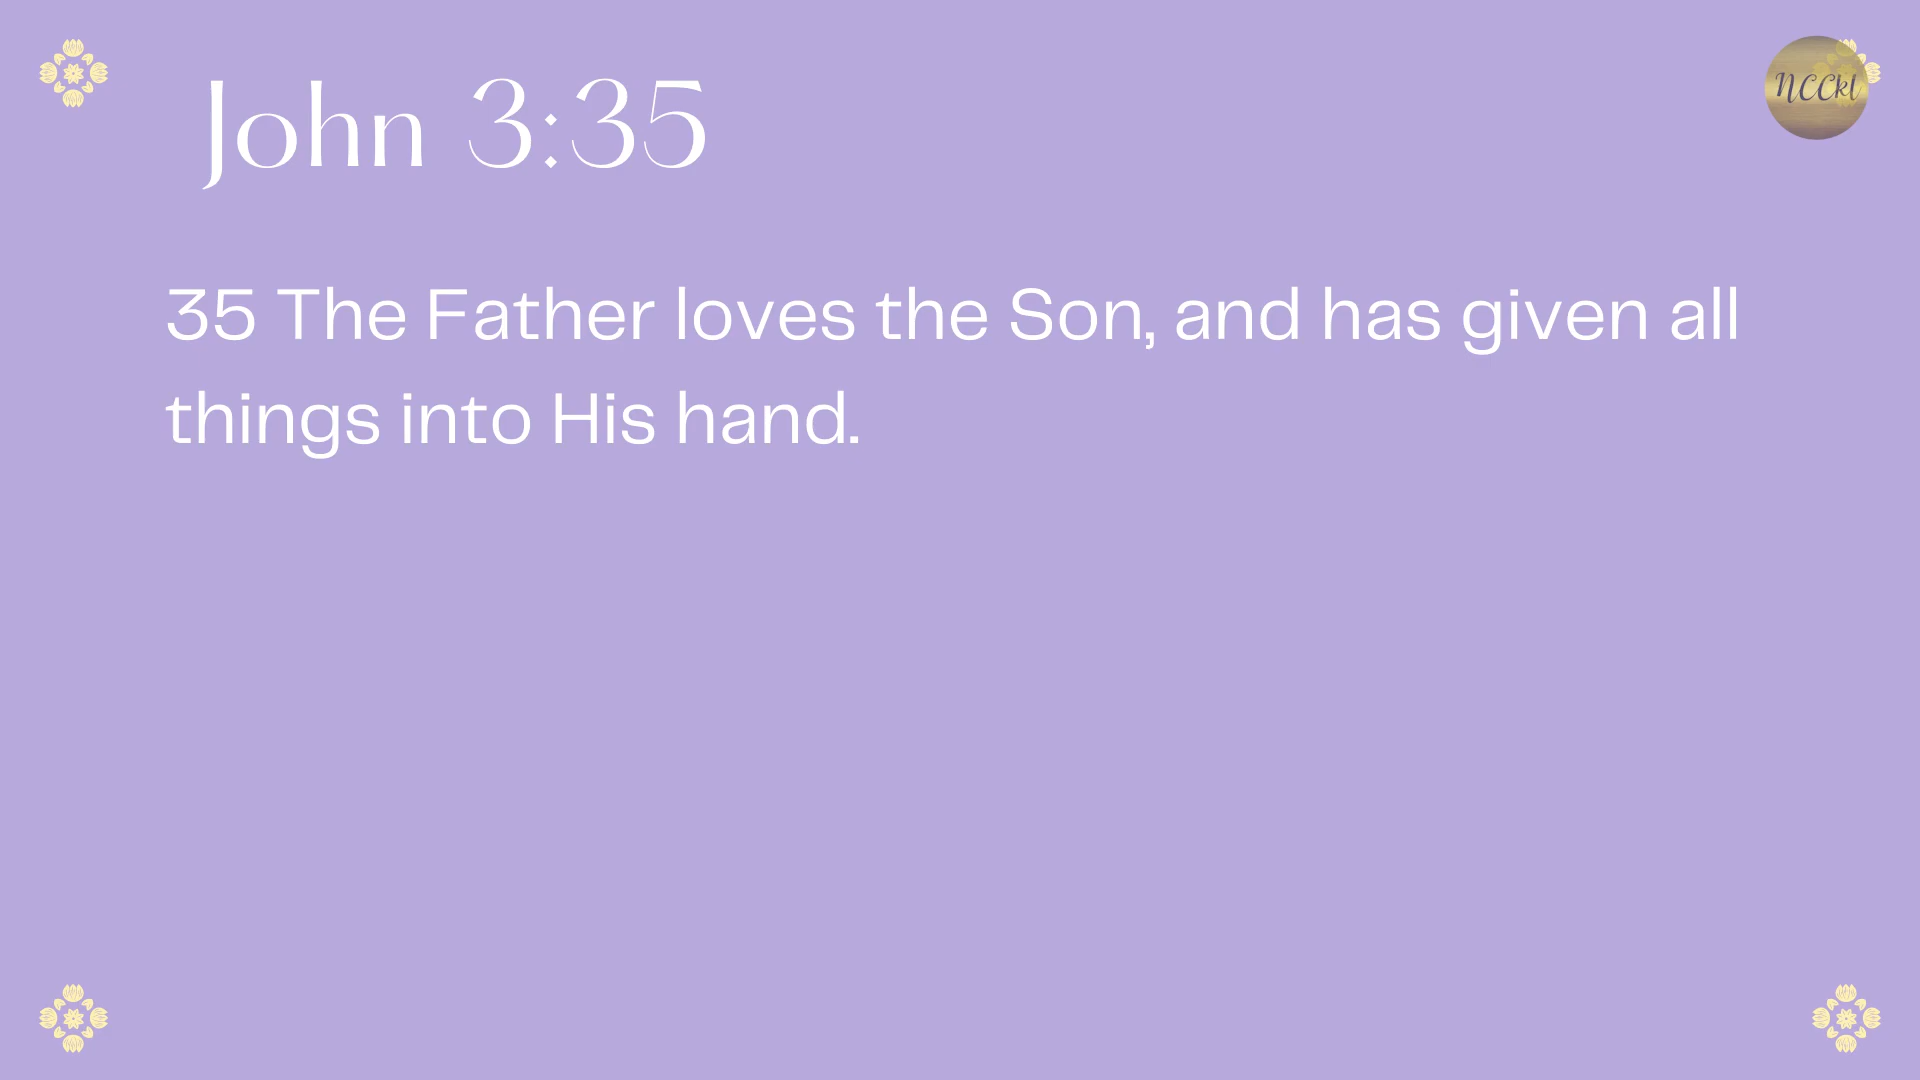 John 3:35
NCCkl
35 The Father loves the Son, and has given all
things into His hand.